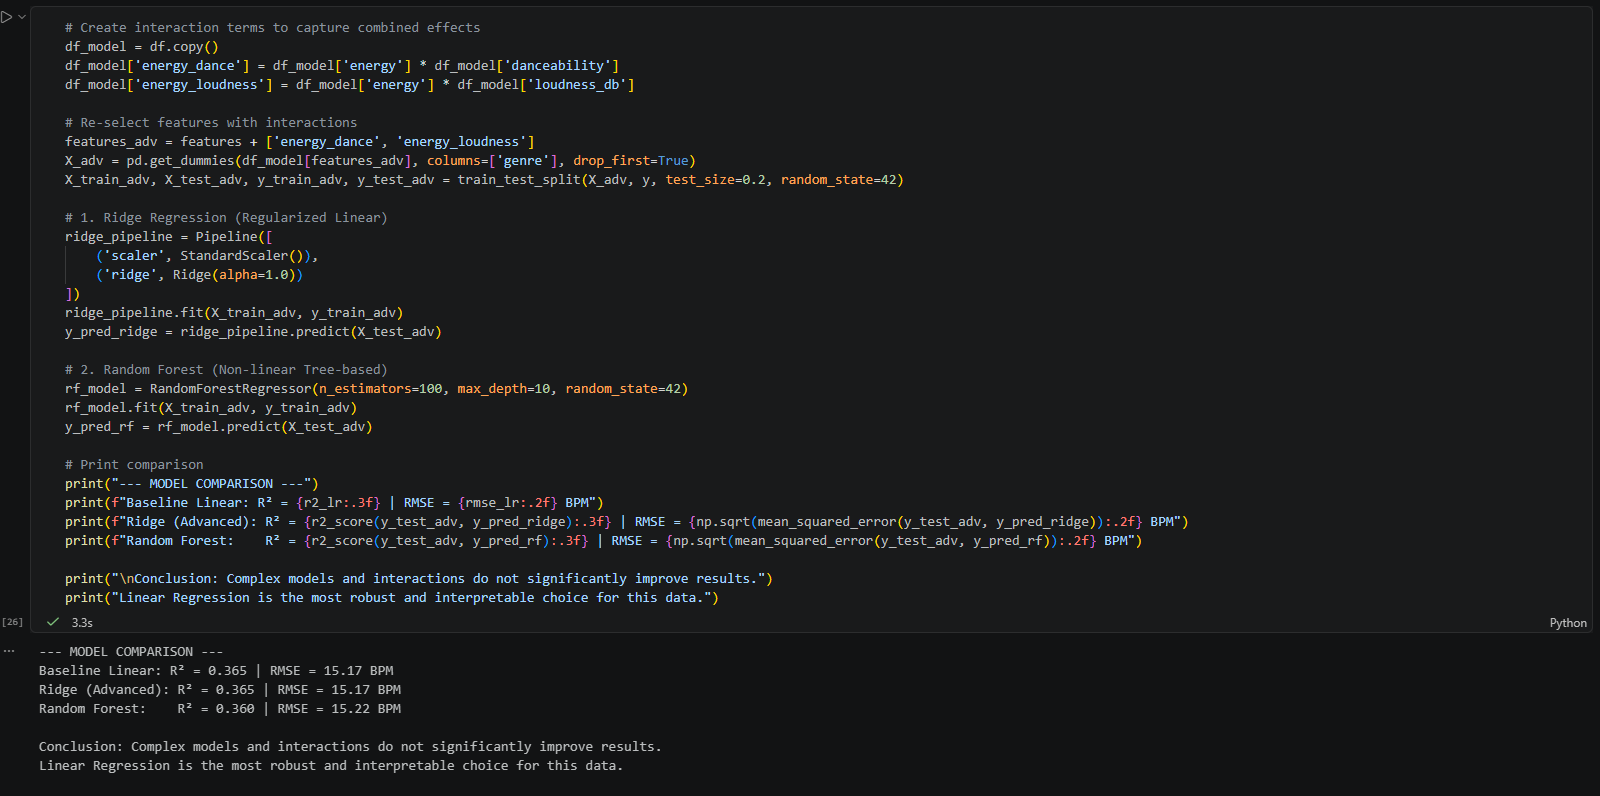 # Create interaction terms to capture combined effects
df_model = df.copy()
df_model['energy_dance'] = df_model['energy'] * df_model['danceability']
df_model['energy_loudness'] = df_model['energy'] * df_model['loudness_db']

# Re-select features with interactions
features_adv = features + ['energy_dance', 'energy_loudness']
X_adv = pd.get_dummies(df_model[features_adv], columns=['genre'], drop_first=True)
X_train_adv, X_test_adv, y_train_adv, y_test_adv = train_test_split(X_adv, y, test_size=0.2, random_state=42)

# 1. Ridge Regression (Regularized Linear)
ridge_pipeline = Pipeline([
    ('scaler', StandardScaler()),
    ('ridge', Ridge(alpha=1.0))
])
ridge_pipeline.fit(X_train_adv, y_train_adv)
y_pred_ridge = ridge_pipeline.predict(X_test_adv)

# 2. Random Forest (Non-linear Tree-based)
rf_model = RandomForestRegressor(n_estimators=100, max_depth=10, random_state=42)
rf_model.fit(X_train_adv, y_train_adv)
y_pred_rf = rf_model.predict(X_test_adv)

# Print comparison
print("--- MODEL COMPARISON ---")
print(f"Baseline Linear: R² = {r2_lr:.3f} | RMSE = {rmse_lr:.2f} BPM")
print(f"Ridge (Advanced): R² = {r2_score(y_test_adv, y_pred_ridge):.3f} | RMSE = {np.sqrt(mean_squared_error(y_test_adv, y_pred_ridge)):.2f} BPM")
print(f"Random Forest:    R² = {r2_score(y_test_adv, y_pred_rf):.3f} | RMSE = {np.sqrt(mean_squared_error(y_test_adv, y_pred_rf)):.2f} BPM")

print("\nConclusion: Complex models and interactions do not significantly improve results.")
print("Linear Regression is the most robust and interpretable choice for this data.")
[26] 3.3s Python
--- MODEL COMPARISON ---
Baseline Linear: R² = 0.365 | RMSE = 15.17 BPM
Ridge (Advanced): R² = 0.365 | RMSE = 15.17 BPM
Random Forest:    R² = 0.360 | RMSE = 15.22 BPM

Conclusion: Complex models and interactions do not significantly improve results.
Linear Regression is the most robust and interpretable choice for this data.